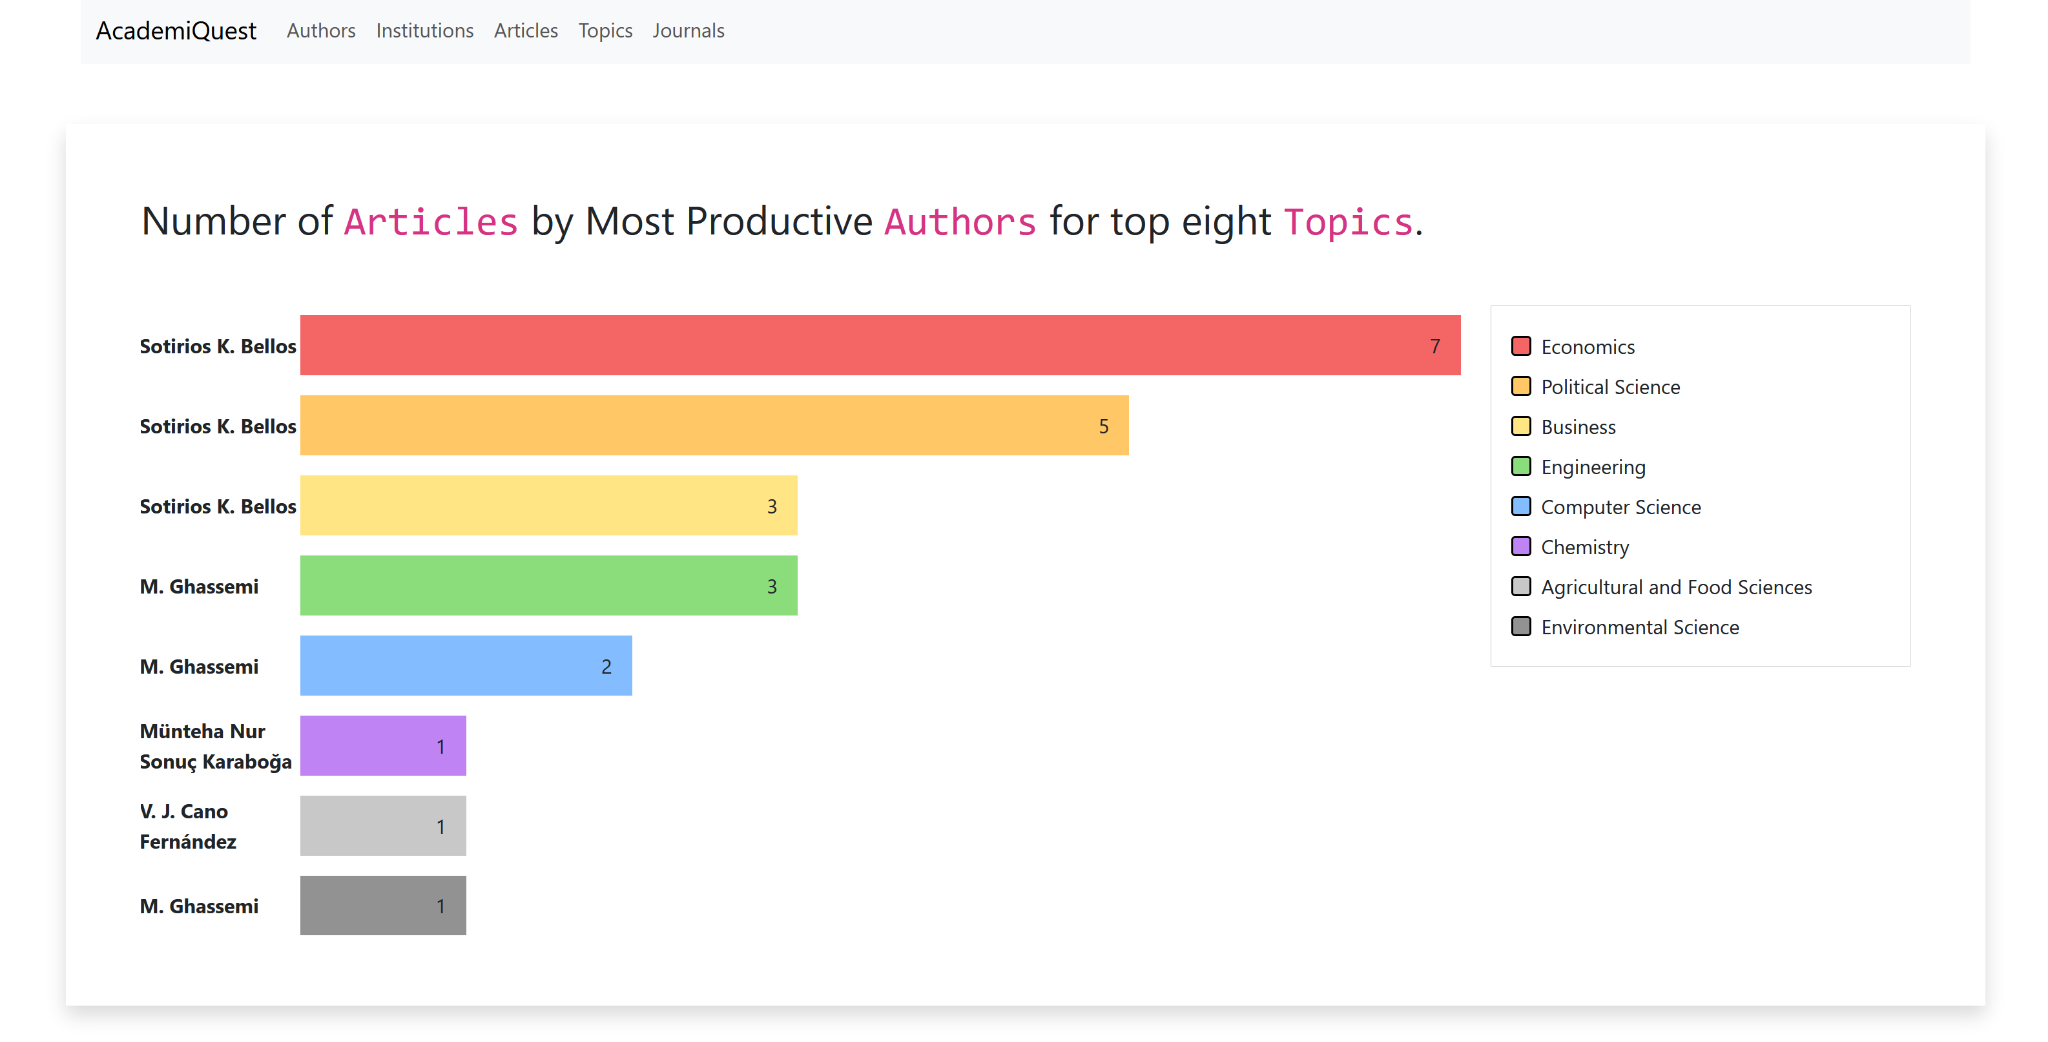 AcademiQuest Authors Institutions Articles Topics Journals
Number of Articles by Most Productive Authors for top eight Topics.
Sotirios K. Bellos 7
Sotirios K. Bellos 5
Sotirios K. Bellos 3
M. Ghassemi 3
M. Ghassemi 2
Münteha Nur
Sonuç Karaboğa 1
V. J. Cano
Fernández 1
M. Ghassemi 1
Economics
Political Science
Business
Engineering
Computer Science
Chemistry
Agricultural and Food Sciences
Environmental Science